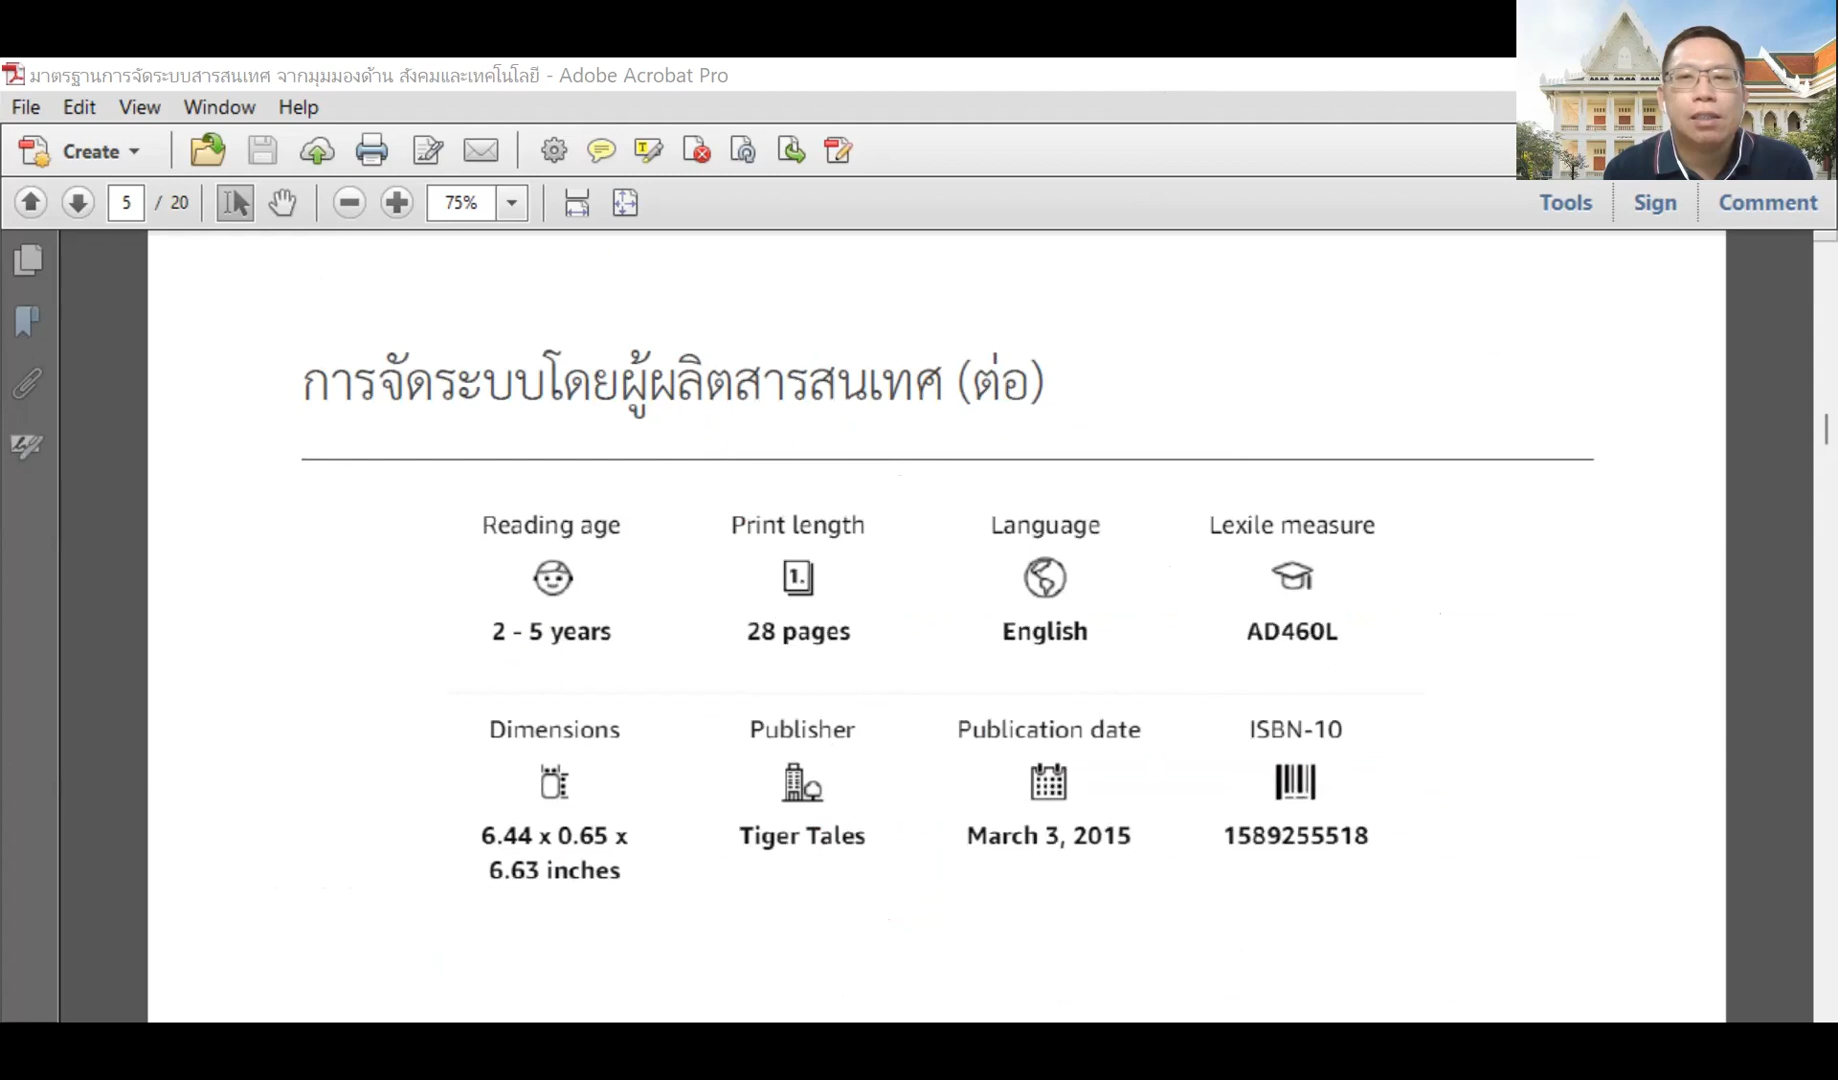 มาตรฐานการจัดระบบสารสนเทศ จากมุมมองด้าน สังคมและเทคโนโลยี - Adobe Acrobat Pro
File Edit View Window Help
Create
5 / 20 75% Tools Sign Comment
การจัดระบบโดยผู้ผลิตสารสนเทศ (ต่อ)
Reading age Print length Language Lexile measure
1.
2 - 5 years 28 pages English AD460L
Dimensions Publisher Publication date ISBN-10
6.44 x 0.65 x Tiger Tales March 3, 2015 1589255518
6.63 inches